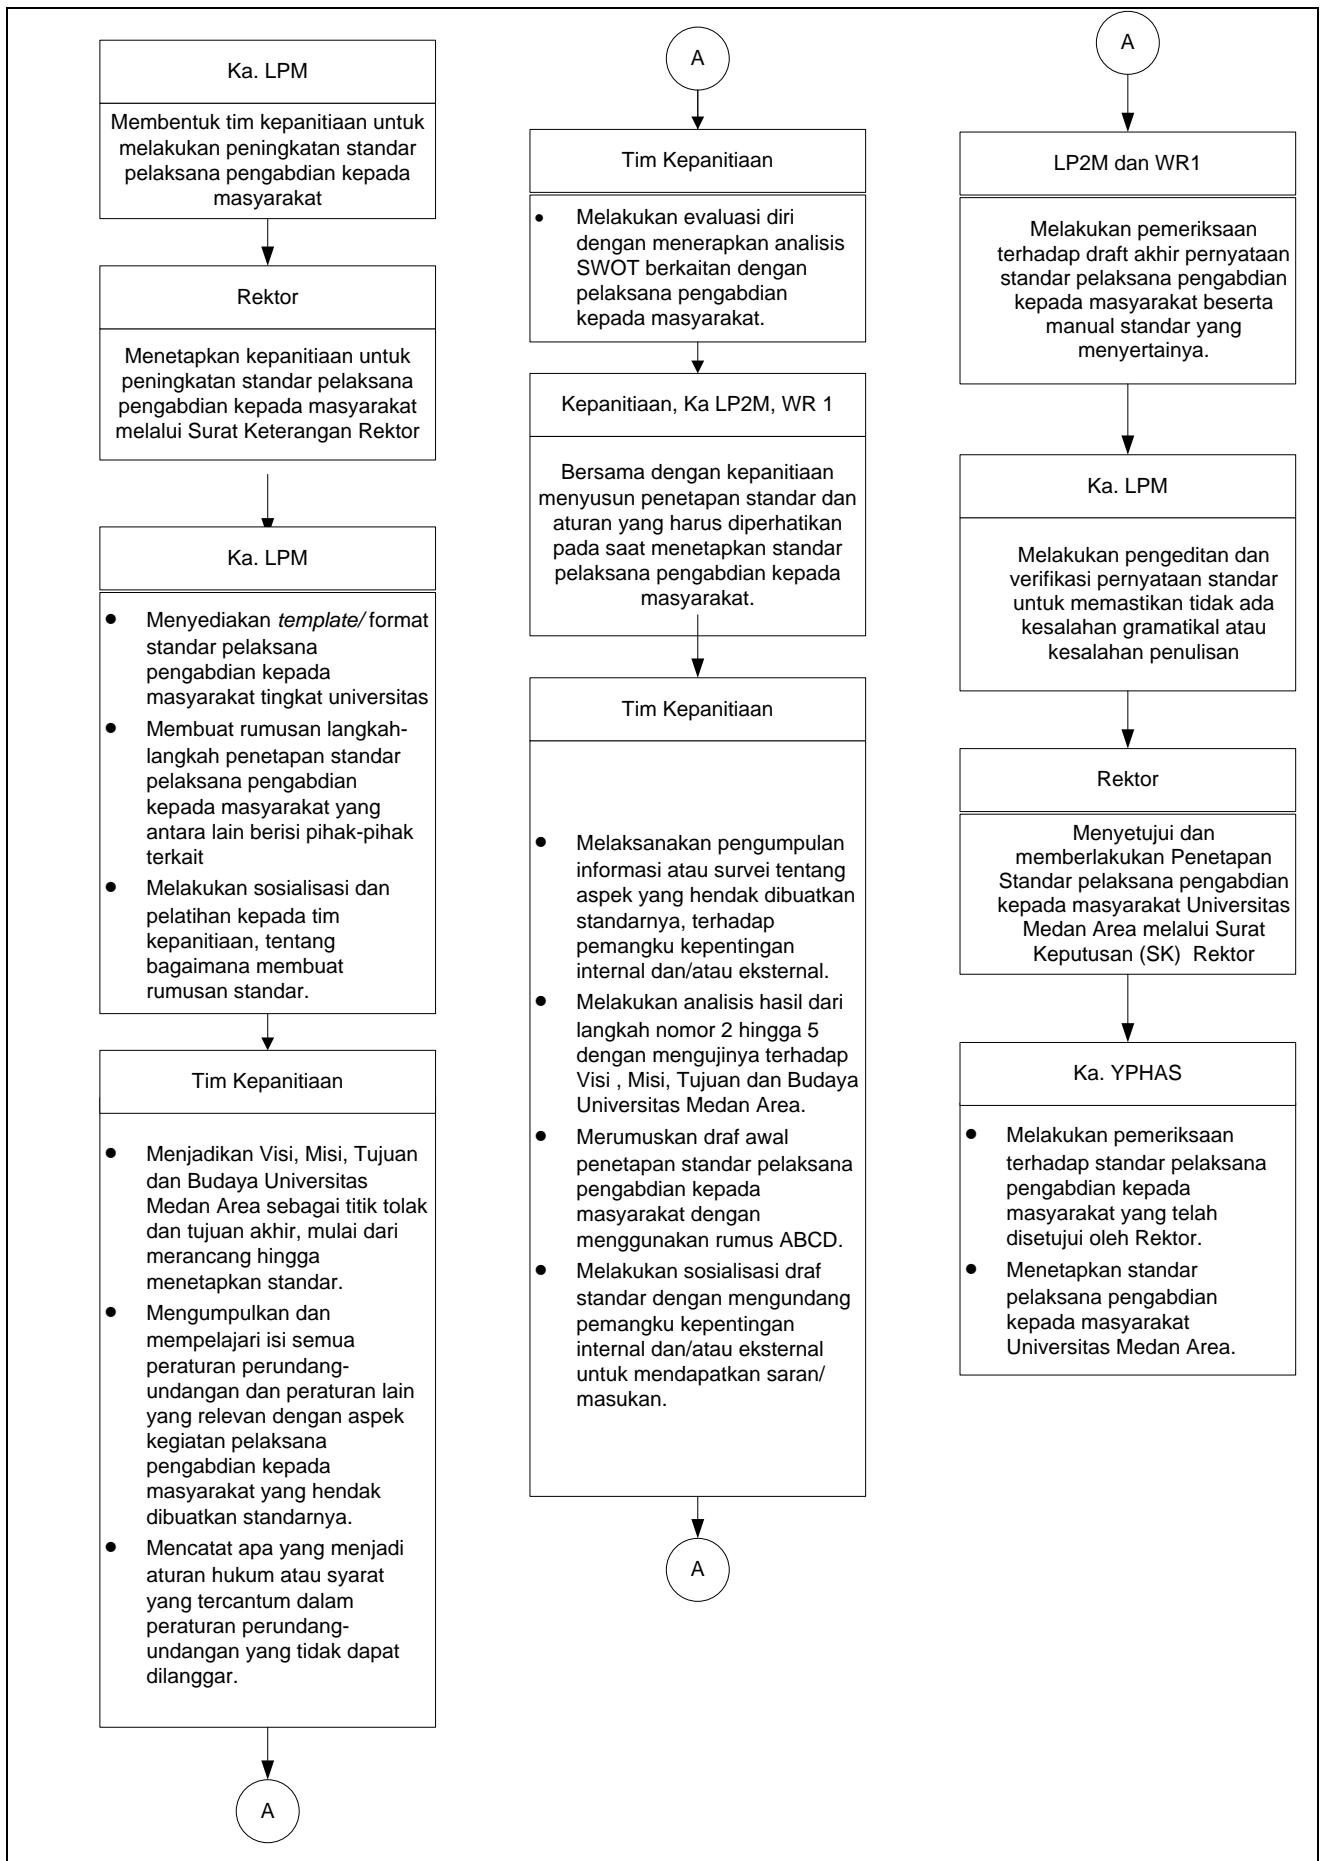 Ka. LPM
Membentuk tim kepanitiaan untuk
melakukan peningkatan standar
pelaksana pengabdian kepada
masyarakat
Rektor
Menetapkan kepanitiaan untuk
peningkatan standar pelaksana
pengabdian kepada masyarakat
melalui Surat Keterangan Rektor
Ka. LPM
● Menyediakan template/ format
standar pelaksana
pengabdian kepada
masyarakat tingkat universitas
● Membuat rumusan langkah-
langkah penetapan standar
pelaksana pengabdian
kepada masyarakat yang
antara lain berisi pihak-pihak
terkait
● Melakukan sosialisasi dan
pelatihan kepada tim
kepanitiaan, tentang
bagaimana membuat
rumusan standar.
Tim Kepanitiaan
● Menjadikan Visi, Misi, Tujuan
dan Budaya Universitas
Medan Area sebagai titik tolak
dan tujuan akhir, mulai dari
merancang hingga
menetapkan standar.
● Mengumpulkan dan
mempelajari isi semua
peraturan perundang-
undangan dan peraturan lain
yang relevan dengan aspek
kegiatan pelaksana
pengabdian kepada
masyarakat yang hendak
dibuatkan standarnya.
● Mencatat apa yang menjadi
aturan hukum atau syarat
yang tercantum dalam
peraturan perundang-
undangan yang tidak dapat
dilanggar.
A
A
Tim Kepanitiaan
● Melakukan evaluasi diri
dengan menerapkan analisis
SWOT berkaitan dengan
pelaksana pengabdian
kepada masyarakat.
Kepanitiaan, Ka LP2M, WR 1
Bersama dengan kepanitiaan
menyusun penetapan standar dan
aturan yang harus diperhatikan
pada saat menetapkan standar
pelaksana pengabdian kepada
masyarakat.
Tim Kepanitiaan
● Melaksanakan pengumpulan
informasi atau survei tentang
aspek yang hendak dibuatkan
standarnya, terhadap
pemangku kepentingan
internal dan/atau eksternal.
● Melakukan analisis hasil dari
langkah nomor 2 hingga 5
dengan mengujinya terhadap
Visi , Misi, Tujuan dan Budaya
Universitas Medan Area.
● Merumuskan draf awal
penetapan standar pelaksana
pengabdian kepada
masyarakat dengan
menggunakan rumus ABCD.
● Melakukan sosialisasi draf
standar dengan mengundang
pemangku kepentingan
internal dan/atau eksternal
untuk mendapatkan saran/
masukan.
A
A
LP2M dan WR1
Melakukan pemeriksaan
terhadap draft akhir pernyataan
standar pelaksana pengabdian
kepada masyarakat beserta
manual standar yang
menyertainya.
Ka. LPM
Melakukan pengeditan dan
verifikasi pernyataan standar
untuk memastikan tidak ada
kesalahan gramatikal atau
kesalahan penulisan
Rektor
Menyetujui dan
memberlakukan Penetapan
Standar pelaksana pengabdian
kepada masyarakat Universitas
Medan Area melalui Surat
Keputusan (SK) Rektor
Ka. YPHAS
● Melakukan pemeriksaan
terhadap standar pelaksana
pengabdian kepada
masyarakat yang telah
disetujui oleh Rektor.
● Menetapkan standar
pelaksana pengabdian
kepada masyarakat
Universitas Medan Area.